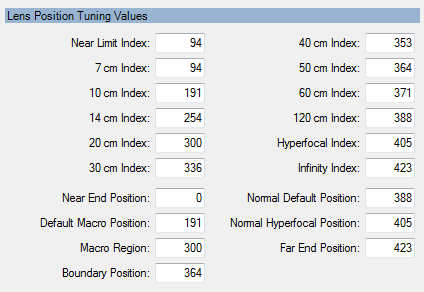 Lens Position Tuning Values
Near Limit Index: 94 40 cm Index: 353
7 cm Index: 94 50 cm Index: 364
10 cm Index: 191 60 cm Index: 371
14 cm Index: 254 120 cm Index: 388
20 cm Index: 300 Hyperfocal Index: 405
30 cm Index: 336 Infinity Index: 423
Near End Position: 0 Normal Default Position: 388
Default Macro Position: 191 Normal Hyperfocal Position: 405
Macro Region: 300 Far End Position: 423
Boundary Position: 364